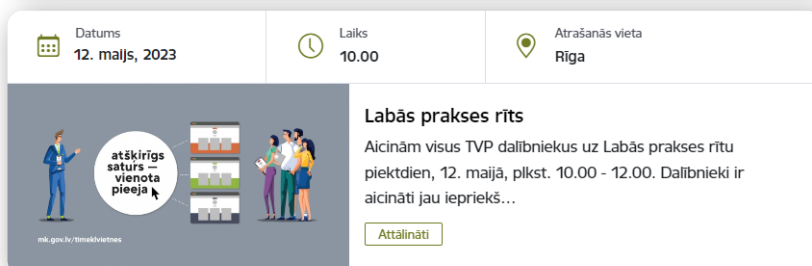 Datums
12. maijs, 2023
Laiks
10.00
Atrašanās vieta
Rīga
atšķirīgs
saturs —
vienota
pieeja
mk.gov.lv/timeklvietnes
Labās prakses rīts
Aicinām visus TVP dalībniekus uz Labās prakses rītu
piektdien, 12. maijā, plkst. 10.00 - 12.00. Dalībnieki ir
aicināti jau iepriekš...
Attālināti